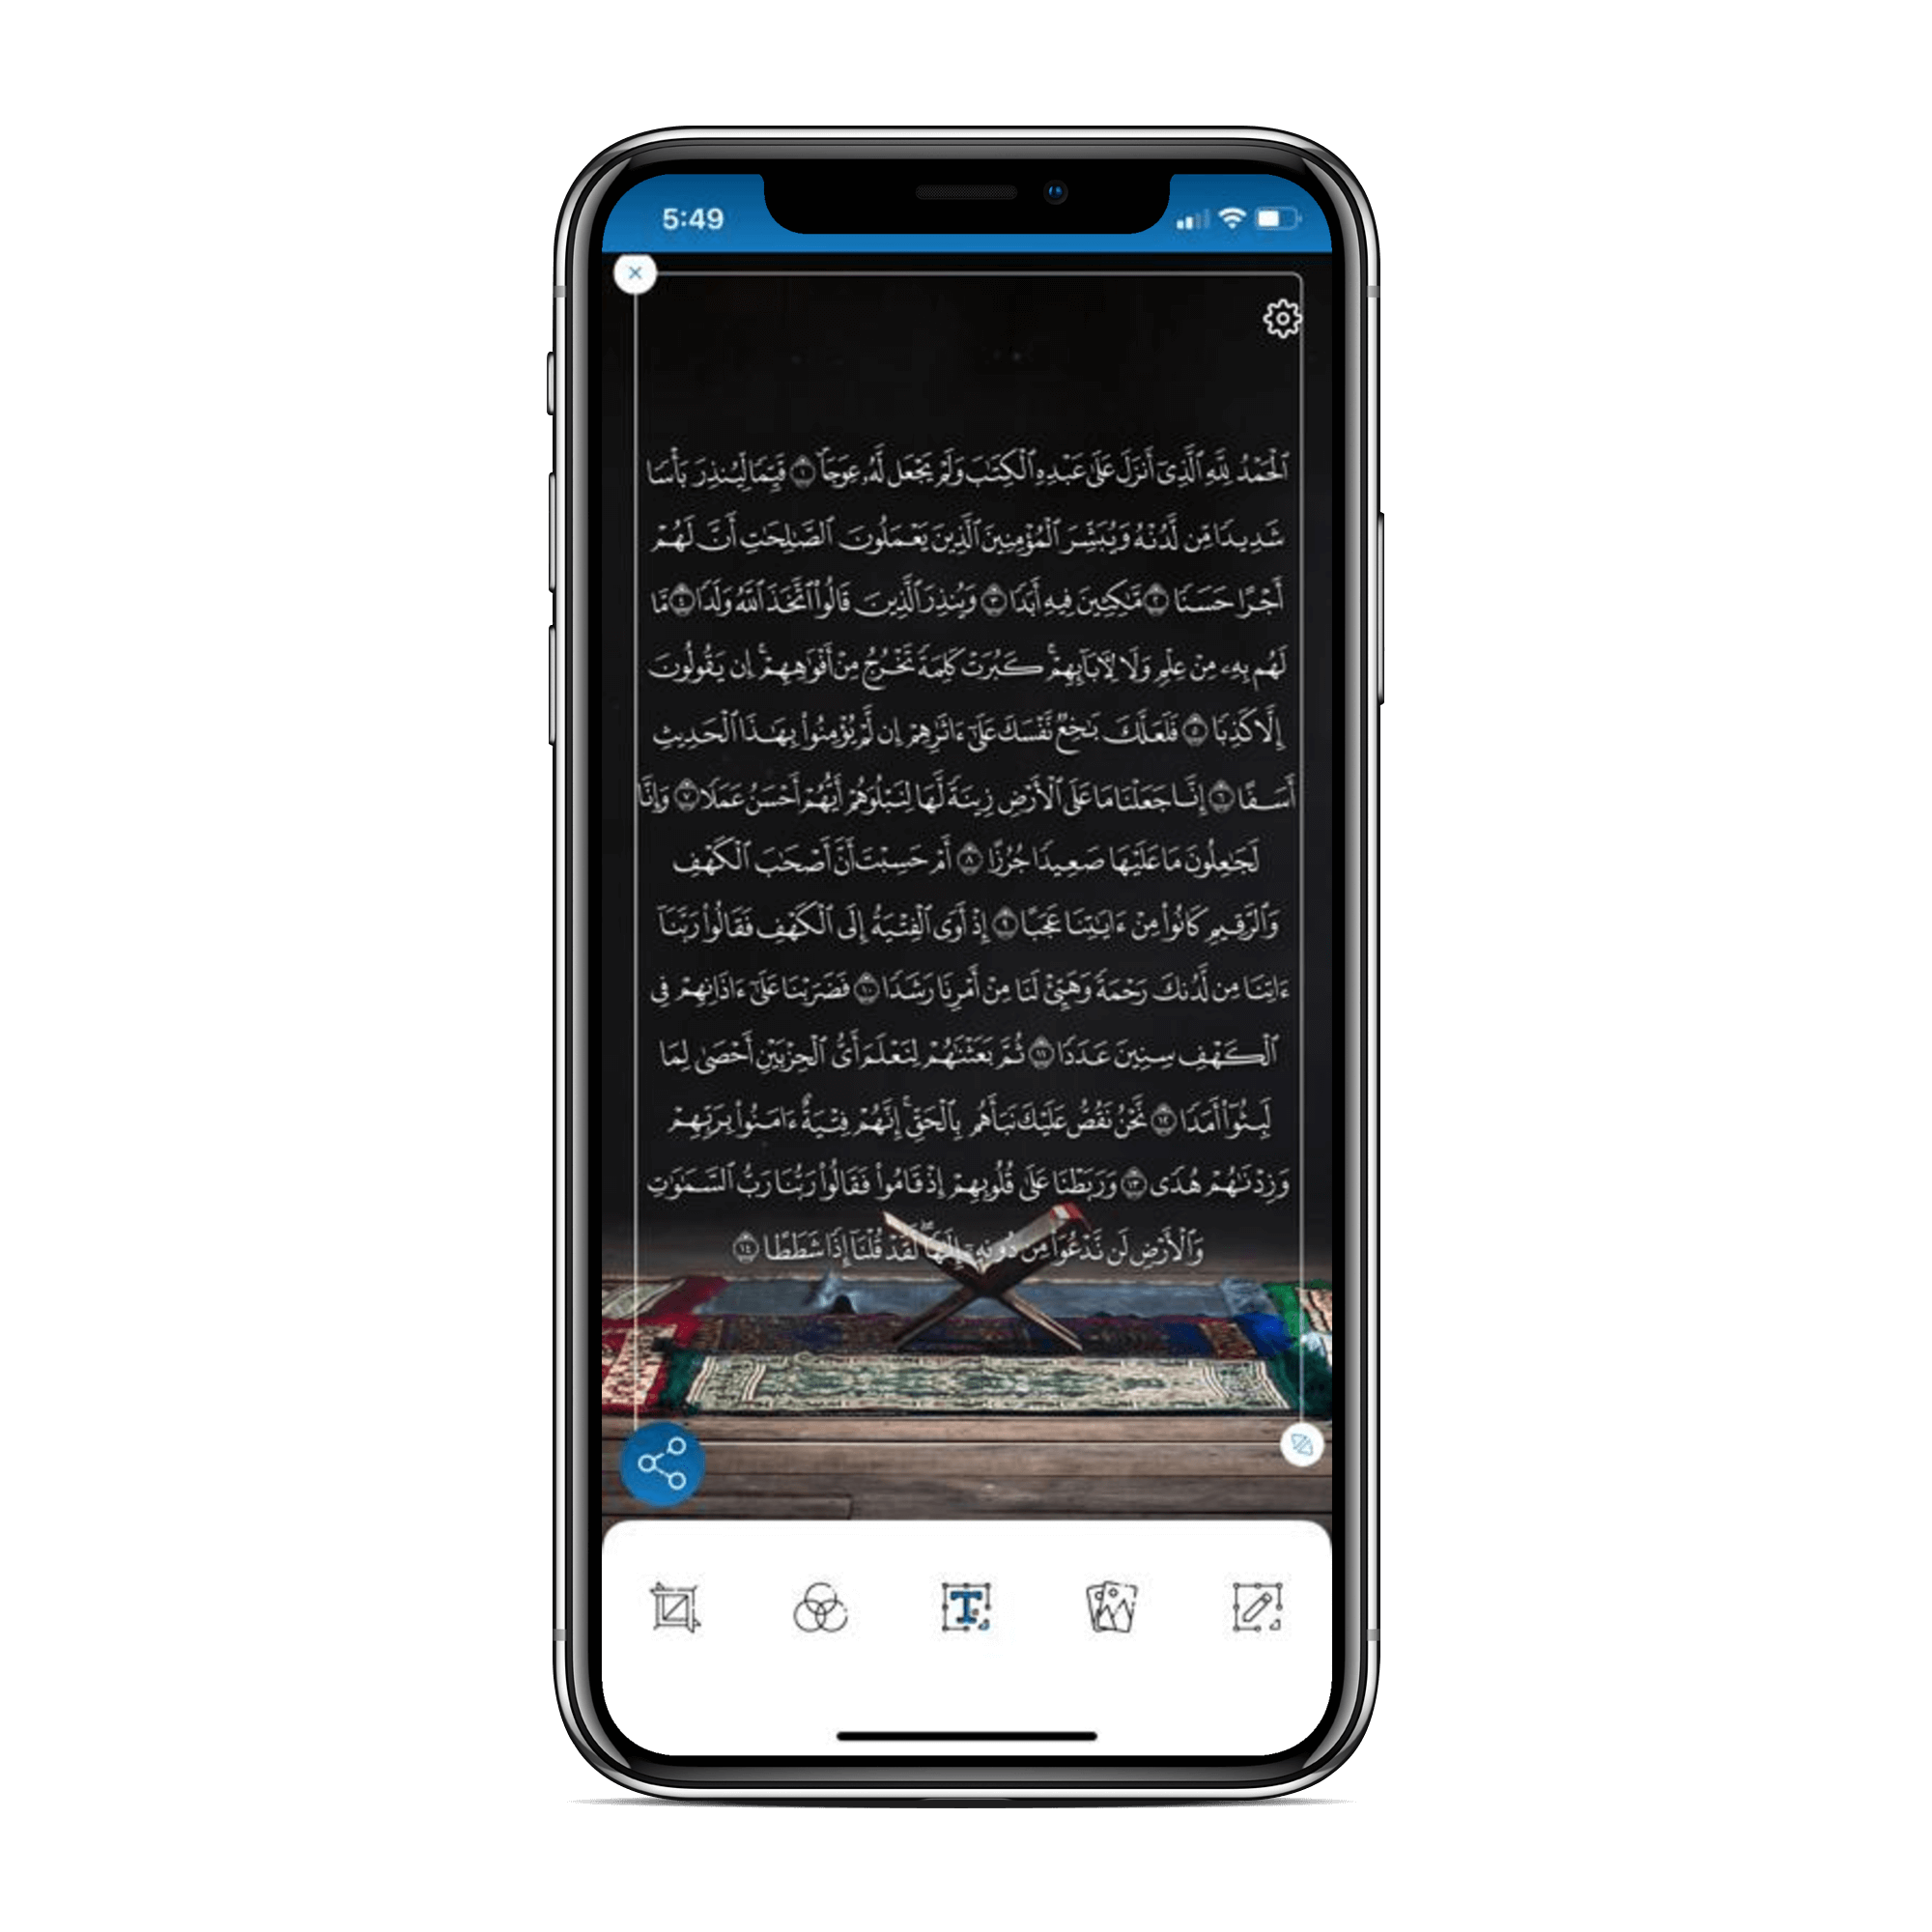 5:49
ٱلْحَمْدُ لِلَّهِ ٱلَّذِىٓ أَنزَلَ عَلَىٰ عَبْدِهِ ٱلْكِتَٰبَ وَلَمْ يَجْعَل لَّهُۥ عِوَجَاۜ ١ قَيِّمًا لِّيُنذِرَ بَأْسًا
شَدِيدًا مِّن لَّدُنْهُ وَيُبَشِّرَ ٱلْمُؤْمِنِينَ ٱلَّذِينَ يَعْمَلُونَ ٱلصَّٰلِحَٰتِ أَنَّ لَهُمْ
أَجْرًا حَسَنًا ٢ مَّٰكِثِينَ فِيهِ أَبَدًا ٣ وَيُنذِرَ ٱلَّذِينَ قَالُوا۟ ٱتَّخَذَ ٱللَّهُ وَلَدًا ٤ مَّا
لَهُم بِهِۦ مِنْ عِلْمٍ وَلَا لِءَابَآئِهِمْ ۚ كَبُرَتْ كَلِمَةً تَخْرُجُ مِنْ أَفْوَٰهِهِمْ ۚ إِن يَقُولُونَ
إِلَّا كَذِبًا ٥ فَلَعَلَّكَ بَٰخِعٌ نَّفْسَكَ عَلَىٰٓ ءَاثَٰرِهِمْ إِن لَّمْ يُؤْمِنُوا۟ بِهَٰذَا ٱلْحَدِيثِ
أَسَفًا ٦ إِنَّا جَعَلْنَا مَا عَلَى ٱلْأَرْضِ زِينَةً لَّهَا لِنَبْلُوَهُمْ أَيُّهُمْ أَحْسَنُ عَمَلًا ٧ وَإِنَّا
لَجَٰعِلُونَ مَا عَلَيْهَا صَعِيدًا جُرُزًا ٨ أَمْ حَسِبْتَ أَنَّ أَصْحَٰبَ ٱلْكَهْفِ
وَٱلرَّقِيمِ كَانُوا۟ مِنْ ءَايَٰتِنَا عَجَبًا ٩ إِذْ أَوَى ٱلْفِتْيَةُ إِلَى ٱلْكَهْفِ فَقَالُوا۟ رَبَّنَآ
ءَاتِنَا مِن لَّدُنكَ رَحْمَةً وَهَيِّئْ لَنَا مِنْ أَمْرِنَا رَشَدًا ١٠ فَضَرَبْنَا عَلَىٰٓ ءَاذَانِهِمْ فِى
ٱلْكَهْفِ سِنِينَ عَدَدًا ١١ ثُمَّ بَعَثْنَٰهُمْ لِنَعْلَمَ أَىُّ ٱلْحِزْبَيْنِ أَحْصَىٰ لِمَا
لَبِثُوٓا۟ أَمَدًا ١٢ نَّحْنُ نَقُصُّ عَلَيْكَ نَبَأَهُم بِٱلْحَقِّ ۚ إِنَّهُمْ فِتْيَةٌ ءَامَنُوا۟ بِرَبِّهِمْ
وَزِدْنَٰهُمْ هُدًى ١٣ وَرَبَطْنَا عَلَىٰ قُلُوبِهِمْ إِذْ قَامُوا۟ فَقَالُوا۟ رَبُّنَا رَبُّ ٱلسَّمَٰوَٰتِ
وَٱلْأَرْضِ لَن نَّدْعُوَا۟ مِن دُونِهِۦٓ إِلَٰهًا ۖ لَّقَدْ قُلْنَآ إِذًا شَطَطًا ١٤
T